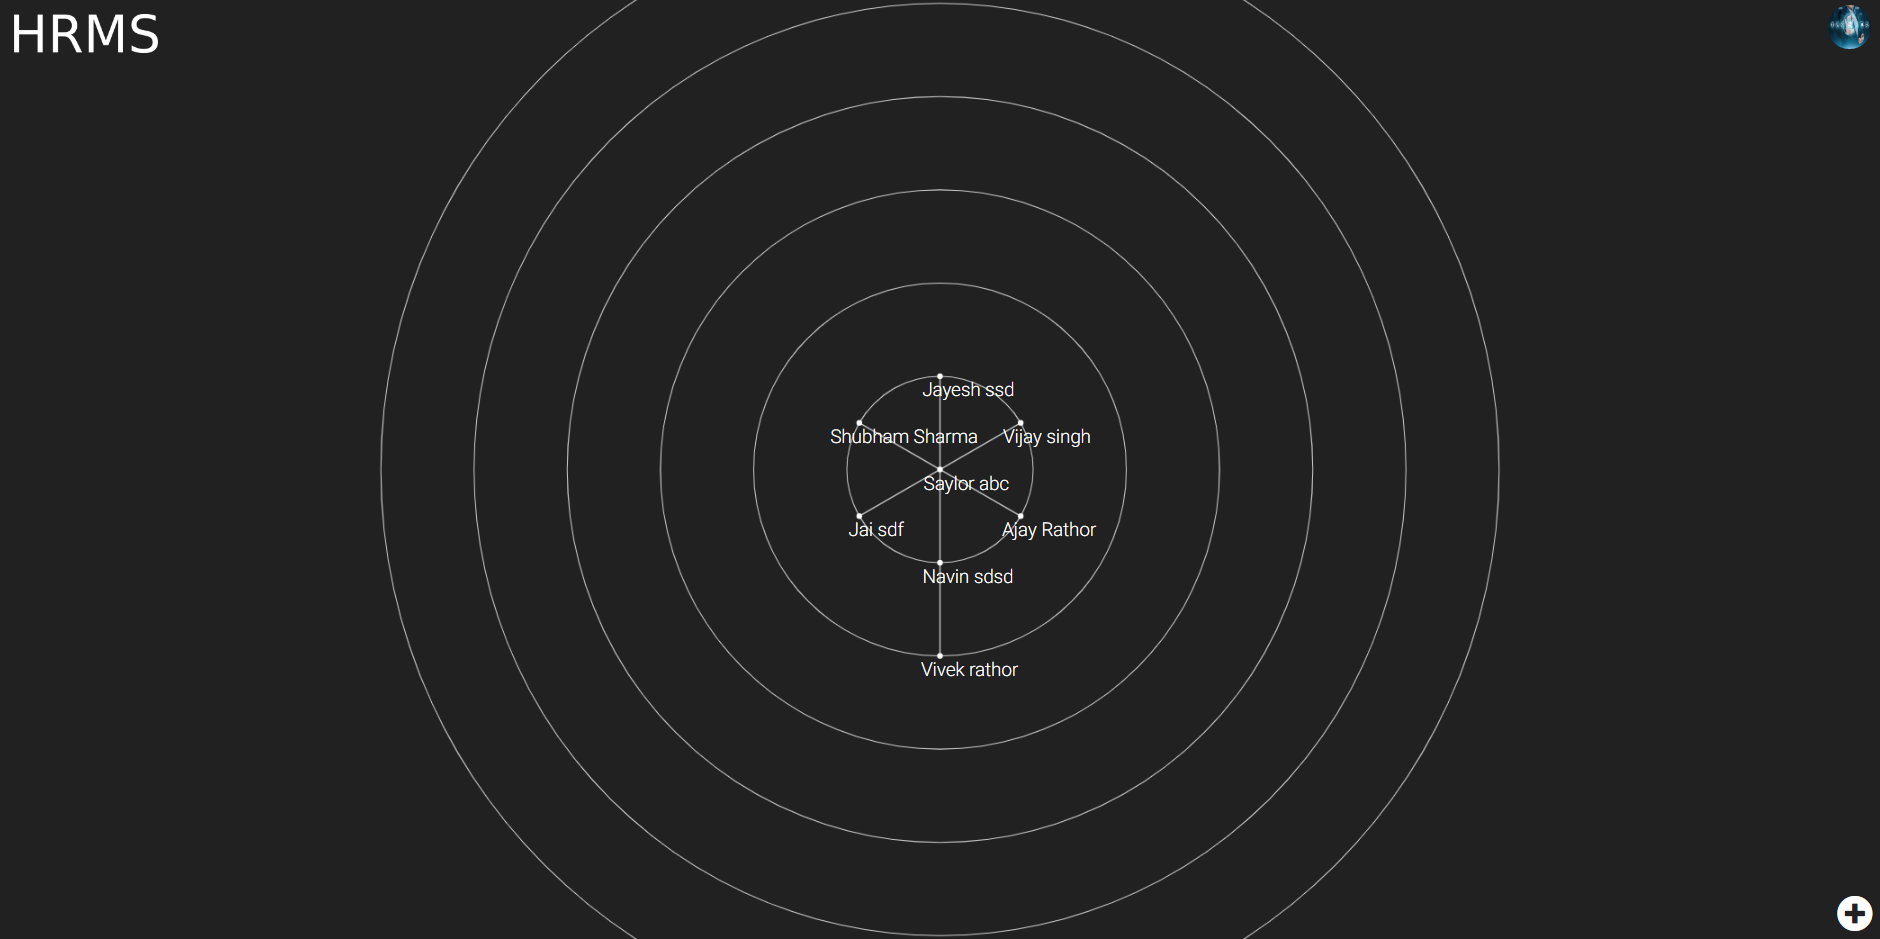 HRMS
Jayesh ssd
Shubham Sharma
Vijay singh
Saylor abc
Jai sdf
Ajay Rathor
Navin sdsd
Vivek rathor